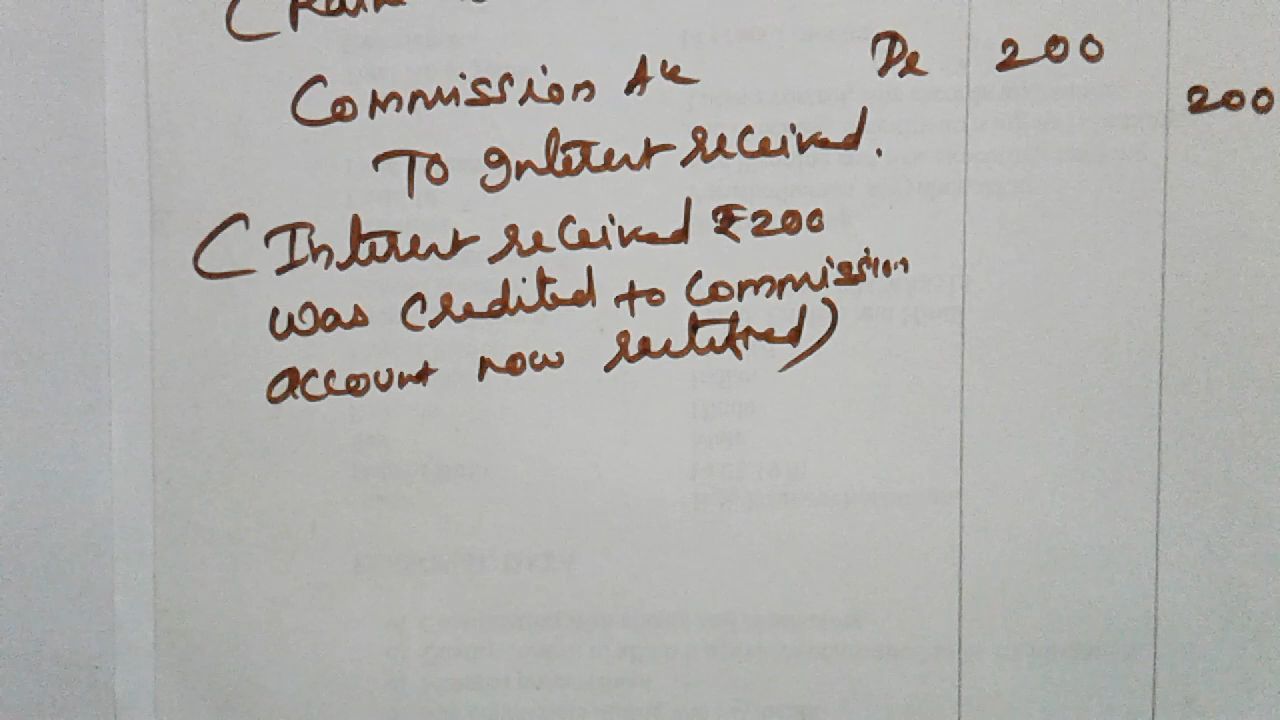 Commission A/c Dr 200
200
To Interest received.
(Interest received ₹200
was credited to commission
account now rectified)